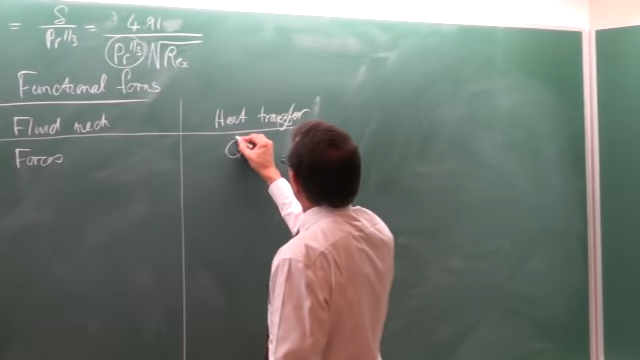 = δ / Pr^1/3 = 4.91 / Pr^1/3 √Re_x
Functional forms
Fluid mech Heat transfer
Forces